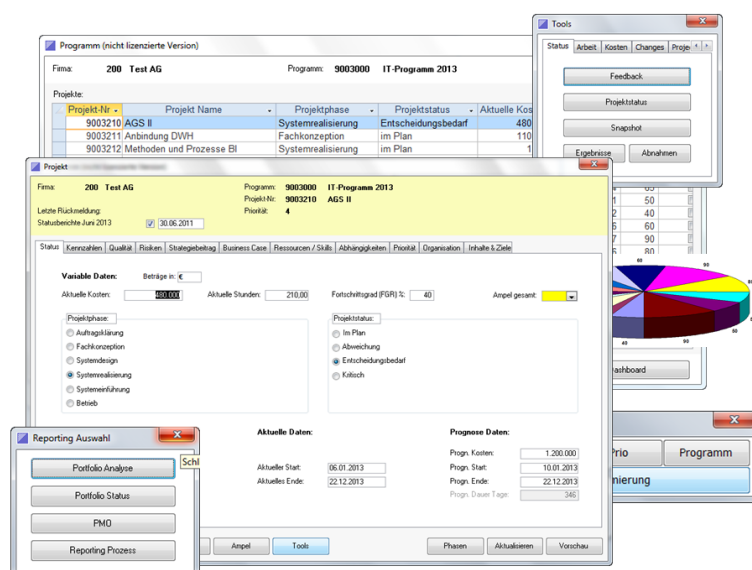 Programm (nicht lizenzierte Version)
Firma: 200 Test AG Programm: 9003000 IT-Programm 2013
Projekte:
Projekt-Nr Projekt Name Projektphase Projektstatus Aktuelle Kos
9003210 AGS II Systemrealisierung Entscheidungsbedarf 480
9003211 Anbindung DWH Fachkonzeption im Plan 110
9003212 Methoden und Prozesse BI Systemrealisierung im Plan 1
Tools
Status Arbeit Kosten Changes Proje
Feedback
Projektstatus
Snapshot
Ergebnisse Abnahmen
50
40
60
90
80
60 90
80
60
40 90
ashboard
Prio Programm
mierung
Projekt
Firma: 200 Test AG Programm: 9003000 IT-Programm 2013
Projekt-Nr: 9003210 AGS II
Letzte Rückmeldung: Priorität: 4
Statusberichte Juni 2013 30.06.2011
Status Kennzahlen Qualität Risiken Strategiebeitrag Business Case Ressourcen / Skills Abhängigkeiten Priorität Organisation Inhalte & Ziele
Variable Daten: Beträge in: €
Aktuelle Kosten: 480.000 Aktuelle Stunden: 210,00 Fortschrittsgrad (FGR) %: 40 Ampel gesamt:
Projektphase: Projektstatus:
Auftragsklärung Im Plan
Fachkonzeption Abweichung
Systemdesign Entscheidungsbedarf
Systemrealisierung Kritisch
Systemeinführung
Betrieb
Aktuelle Daten: Prognose Daten:
Progn. Kosten: 1.200.000
Aktueller Start: 06.01.2013 Progn. Start: 10.01.2013
Aktuelles Ende: 22.12.2013 Progn. Ende: 22.12.2013
Progn. Dauer Tage: 346
Ampel Tools Phasen Aktualisieren Vorschau
Reporting Auswahl
Schl
Portfolio Analyse
Portfolio Status
PMO
Reporting Prozess